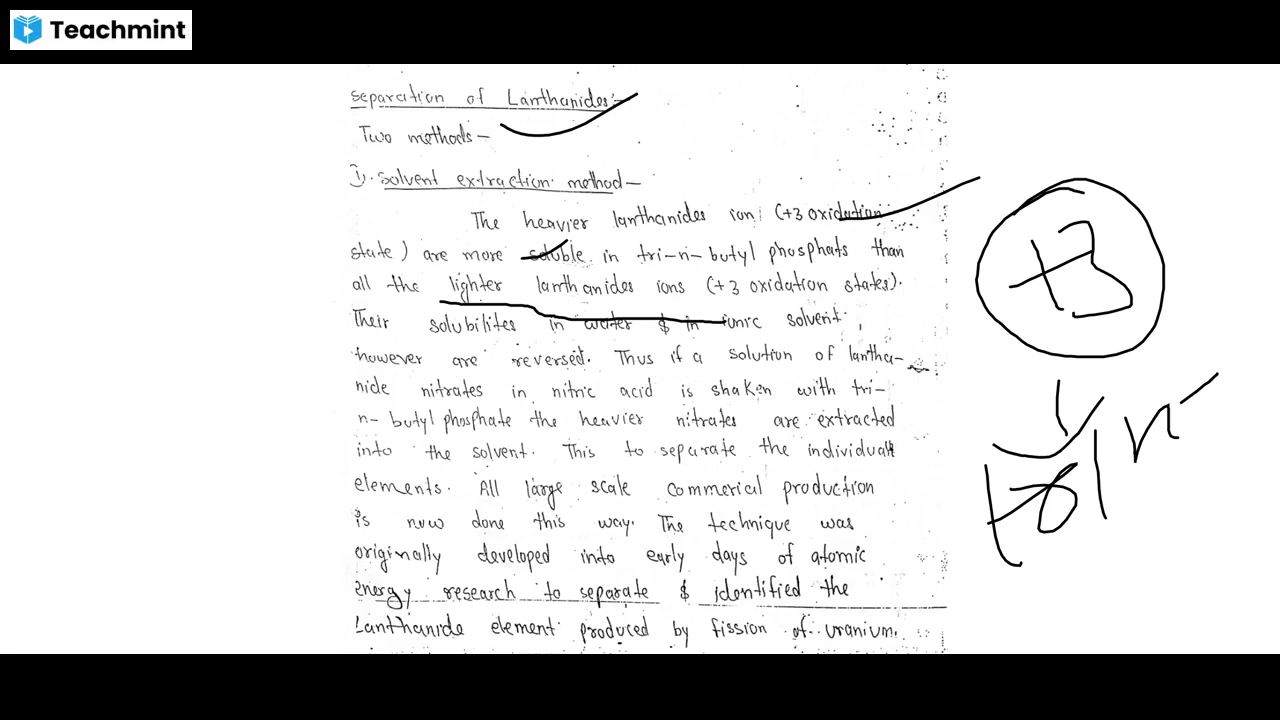 Teachmint
separation of Lanthanides:-
Two methods-
1). solvent extraction method-
The heavier lanthanides ion (+3 oxidation
state) are more soluble in tri-n-butyl phosphats than
all the lighter lanthanides ions (+3 oxidation states).
Their solubilites in water & in ionic solvent,
however are reversed. Thus if a solution of lantha-
nide nitrates in nitric acid is shaken with tri-
n-butyl phosphate the heavier nitrates are extracted
into the solvent. This to separate the individual
elements. All large scale commerical production
is now done this way. The technique was
originally developed into early days of atomic
energy research to separate & identified the
Lanthanide element produced by fission of uranium.
+3